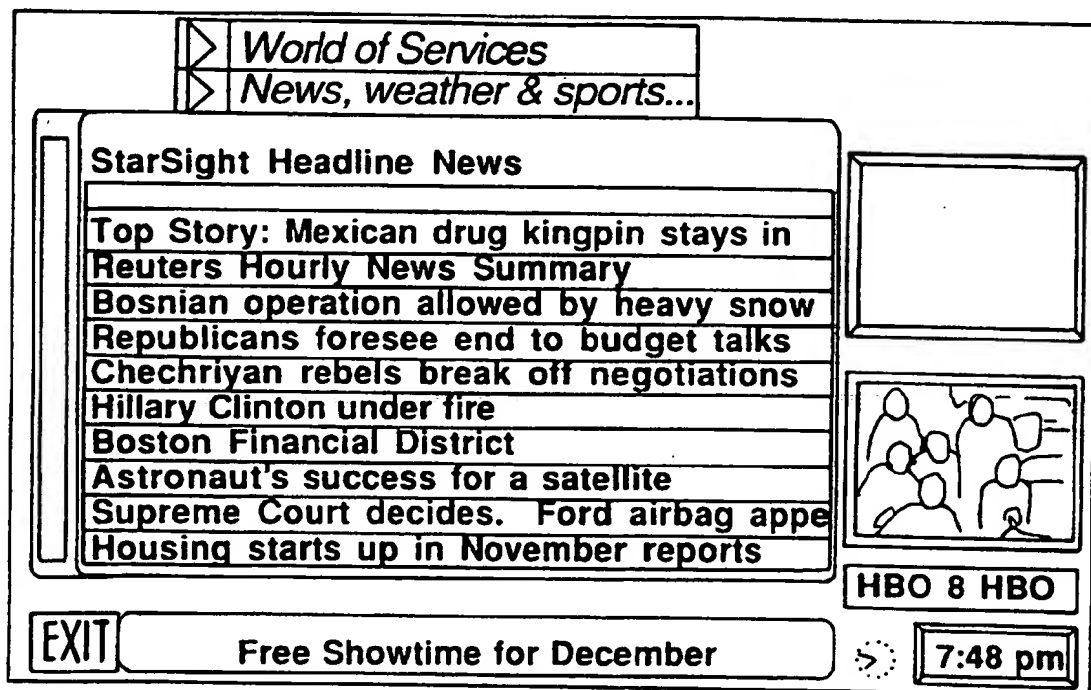 World of Services
News, weather & sports...
StarSight Headline News
Top Story: Mexican drug kingpin stays in
Reuters Hourly News Summary
Bosnian operation allowed by heavy snow
Republicans foresee end to budget talks
Chechriyan rebels break off negotiations
Hillary Clinton under fire
Boston Financial District
Astronaut's success for a satellite
Supreme Court decides. Ford airbag appe
Housing starts up in November reports
HBO 8 HBO
EXIT
Free Showtime for December
7:48 pm